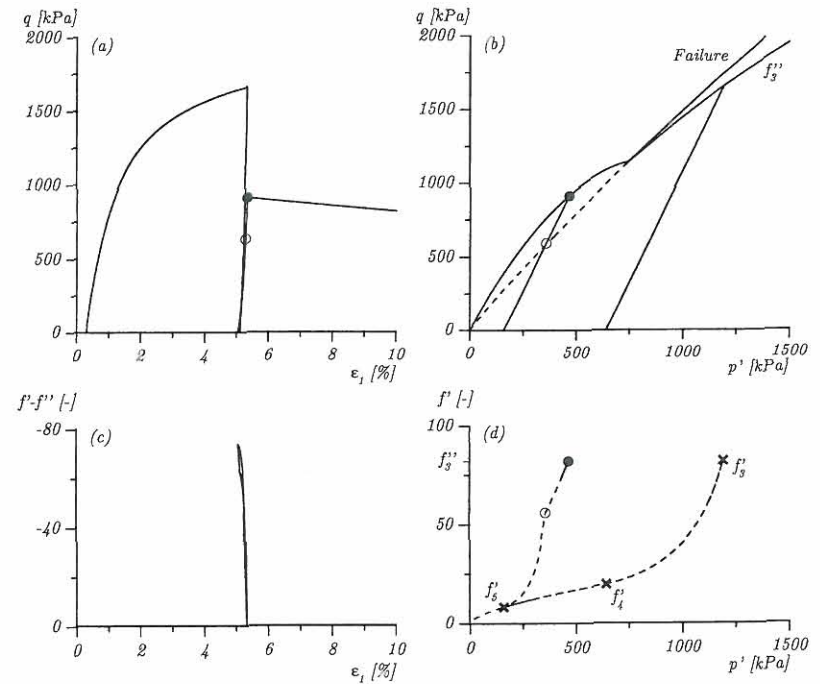 q [kPa]
2000
(a)
1500
1000
500
0
0
2
4
6
8
10
ε₁ [%]
q [kPa]
2000
(b)
Failure
f₃''
1500
1000
500
0
0
500
1000
1500
p' [kPa]
f'-f'' [-]
-80
(c)
-40
0
0
2
4
6
8
10
ε₁ [%]
f' [-]
100
(d)
f₃''
f₃'
50
f₅'
f₄'
0
0
500
1000
1500
p' [kPa]